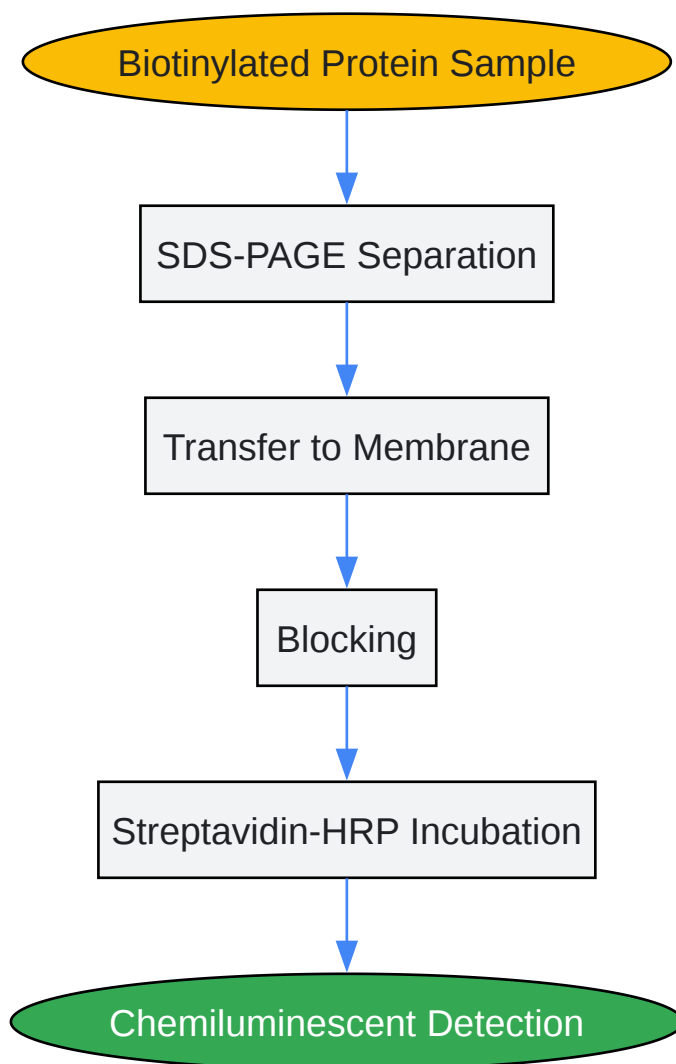 Biotinylated Protein Sample
SDS-PAGE Separation
Transfer to Membrane
Blocking
Streptavidin-HRP Incubation
Chemiluminescent Detection